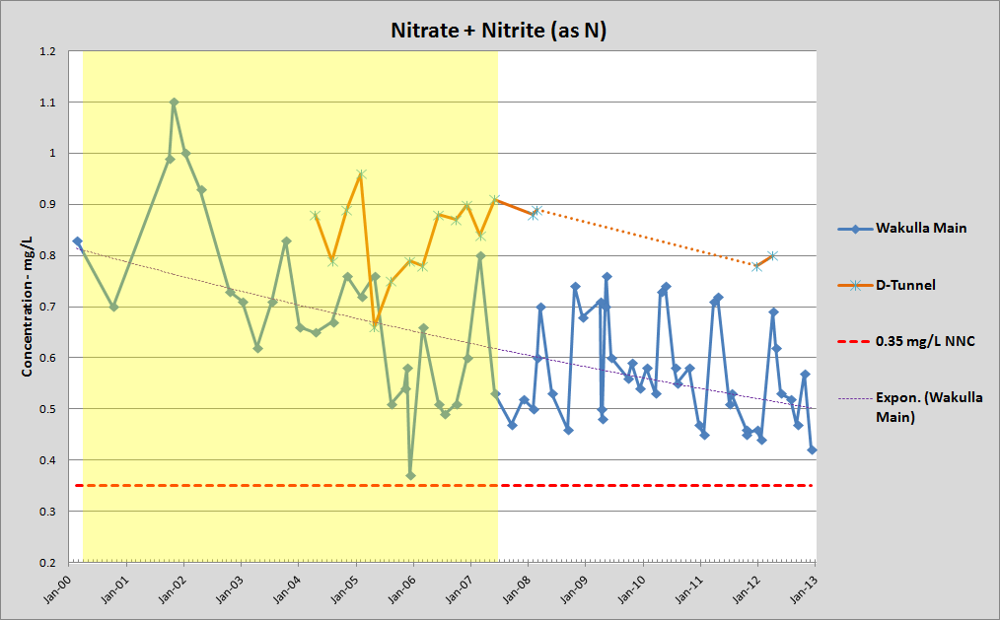 Nitrate + Nitrite (as N)
Concentration - mg/L
1.2
1.1
1
0.9
0.8
0.7
0.6
0.5
0.4
0.3
0.2
Jan-00
Jan-01
Jan-02
Jan-03
Jan-04
Jan-05
Jan-06
Jan-07
Jan-08
Jan-09
Jan-10
Jan-11
Jan-12
Jan-13
Wakulla Main
D-Tunnel
0.35 mg/L NNC
Expon. (Wakulla
Main)